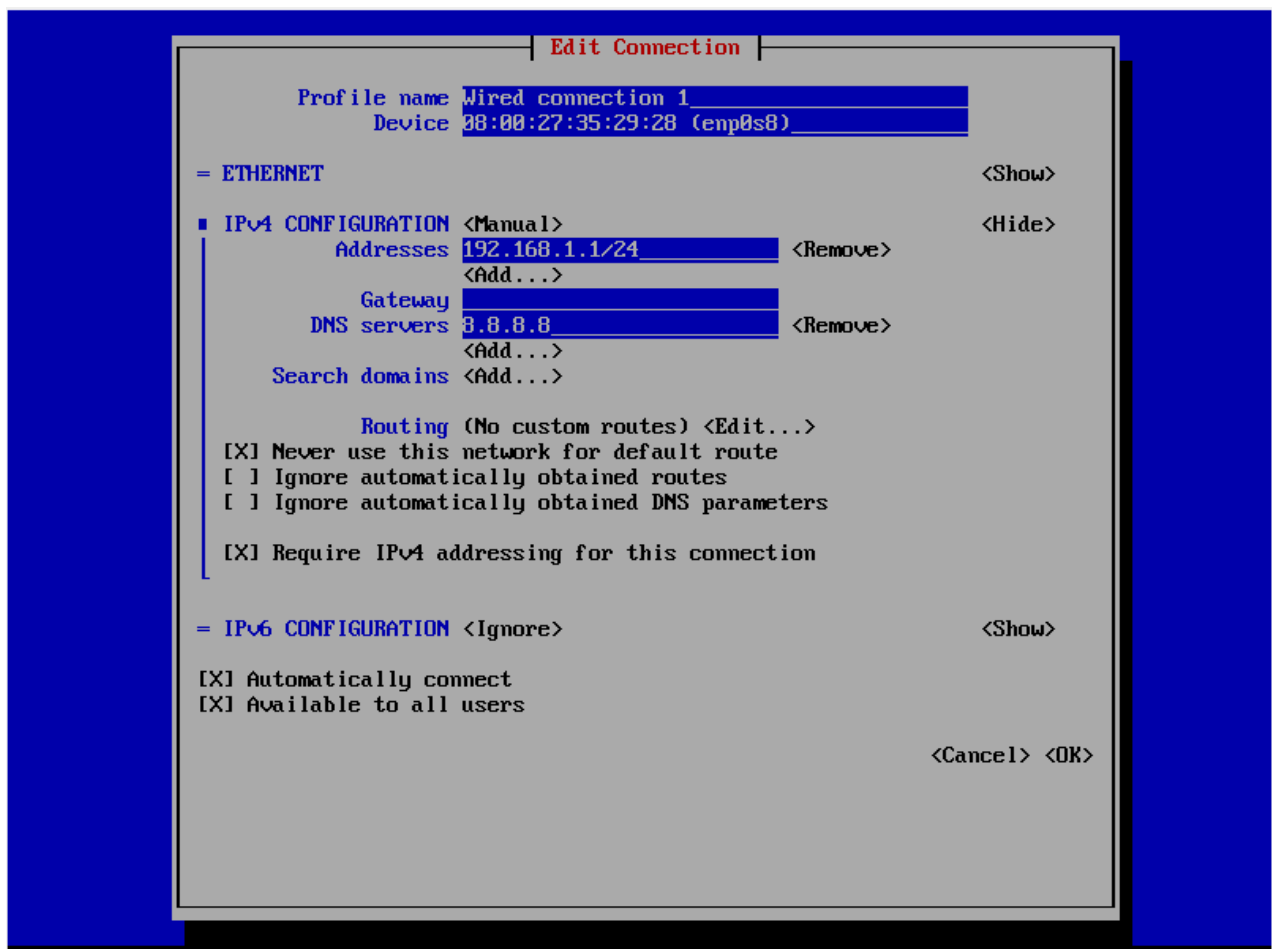 Edit Connection
Profile name Wired connection 1
Device 08:00:27:35:29:28 (enp0s8)
= ETHERNET <Show>
IPv4 CONFIGURATION <Manual> <Hide>
Addresses 192.168.1.1/24 <Remove>
<Add...>
Gateway
DNS servers 8.8.8.8 <Remove>
<Add...>
Search domains <Add...>
Routing (No custom routes) <Edit...>
[X] Never use this network for default route
[ ] Ignore automatically obtained routes
[ ] Ignore automatically obtained DNS parameters
[X] Require IPv4 addressing for this connection
= IPv6 CONFIGURATION <Ignore> <Show>
[X] Automatically connect
[X] Available to all users
<Cancel> <OK>